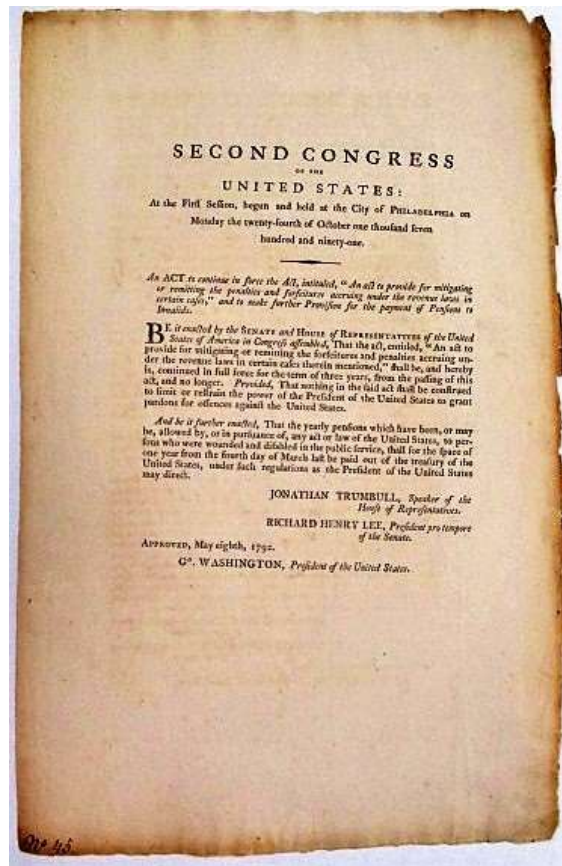 SECOND CONGRESS
OF THE
UNITED STATES:
At the Firſt Seſſion, begun and held at the City of PHILADELPHIA on
Monday the twenty-fourth of October one thouſand ſeven
hundred and ninety-one.
An ACT to continue in force the Act, intituled, "An act to provide for mitigating
or remitting the penalties and forfeitures accruing under the revenue laws in
certain caſes," and to make further Proviſion for the payment of Penſions to
Invalids.
BE it enacted by the SENATE and HOUSE of REPRESENTATIVES of the United
States of America in Congreſs aſſembled, That the act, entitled, "An act to
provide for mitigating or remitting the forfeitures and penalties accruing un-
der the revenue laws in certain caſes therein mentioned," ſhall be, and hereby
is, continued in full force for the term of three years, from the paſſing of this
act, and no longer. Provided, That nothing in the ſaid act ſhall be conſtrued
to limit or reſtrain the power of the Preſident of the United States to grant
pardons for offences againſt the United States.
And be it further enacted, That the yearly penſions which have been, or may
be, allowed by, or in purſuance of, any act or law of the United States, to per-
ſons who were wounded and diſabled in the public ſervice, ſhall for the ſpace of
one year from the fourth day of March laſt be paid out of the treaſury of the
United States, under ſuch regulations as the Preſident of the United States
may direct.
JONATHAN TRUMBULL, Speaker of the
Houſe of Repreſentatives.
RICHARD HENRY LEE, Preſident pro tempore
of the Senate.
APPROVED, May eighth, 1792.
Go. WASHINGTON, Preſident of the United States.
No 45